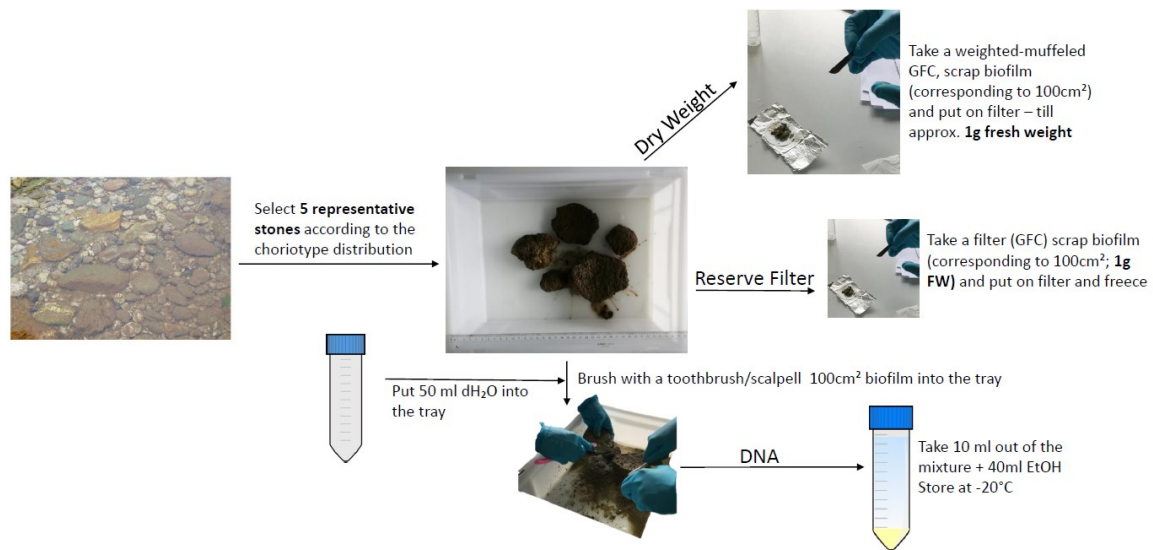 Select 5 representative
stones according to the
choriotype distribution
Dry Weight
Take a weighted-muffeled
GFC, scrap biofilm
(corresponding to 100cm²)
and put on filter – till
approx. 1g fresh weight
Reserve Filter
Take a filter (GFC) scrap biofilm
(corresponding to 100cm²; 1g
FW) and put on filter and freece
Put 50 ml dH₂O into
the tray
Brush with a toothbrush/scalpell 100cm² biofilm into the tray
DNA
Take 10 ml out of the
mixture + 40ml EtOH
Store at -20°C